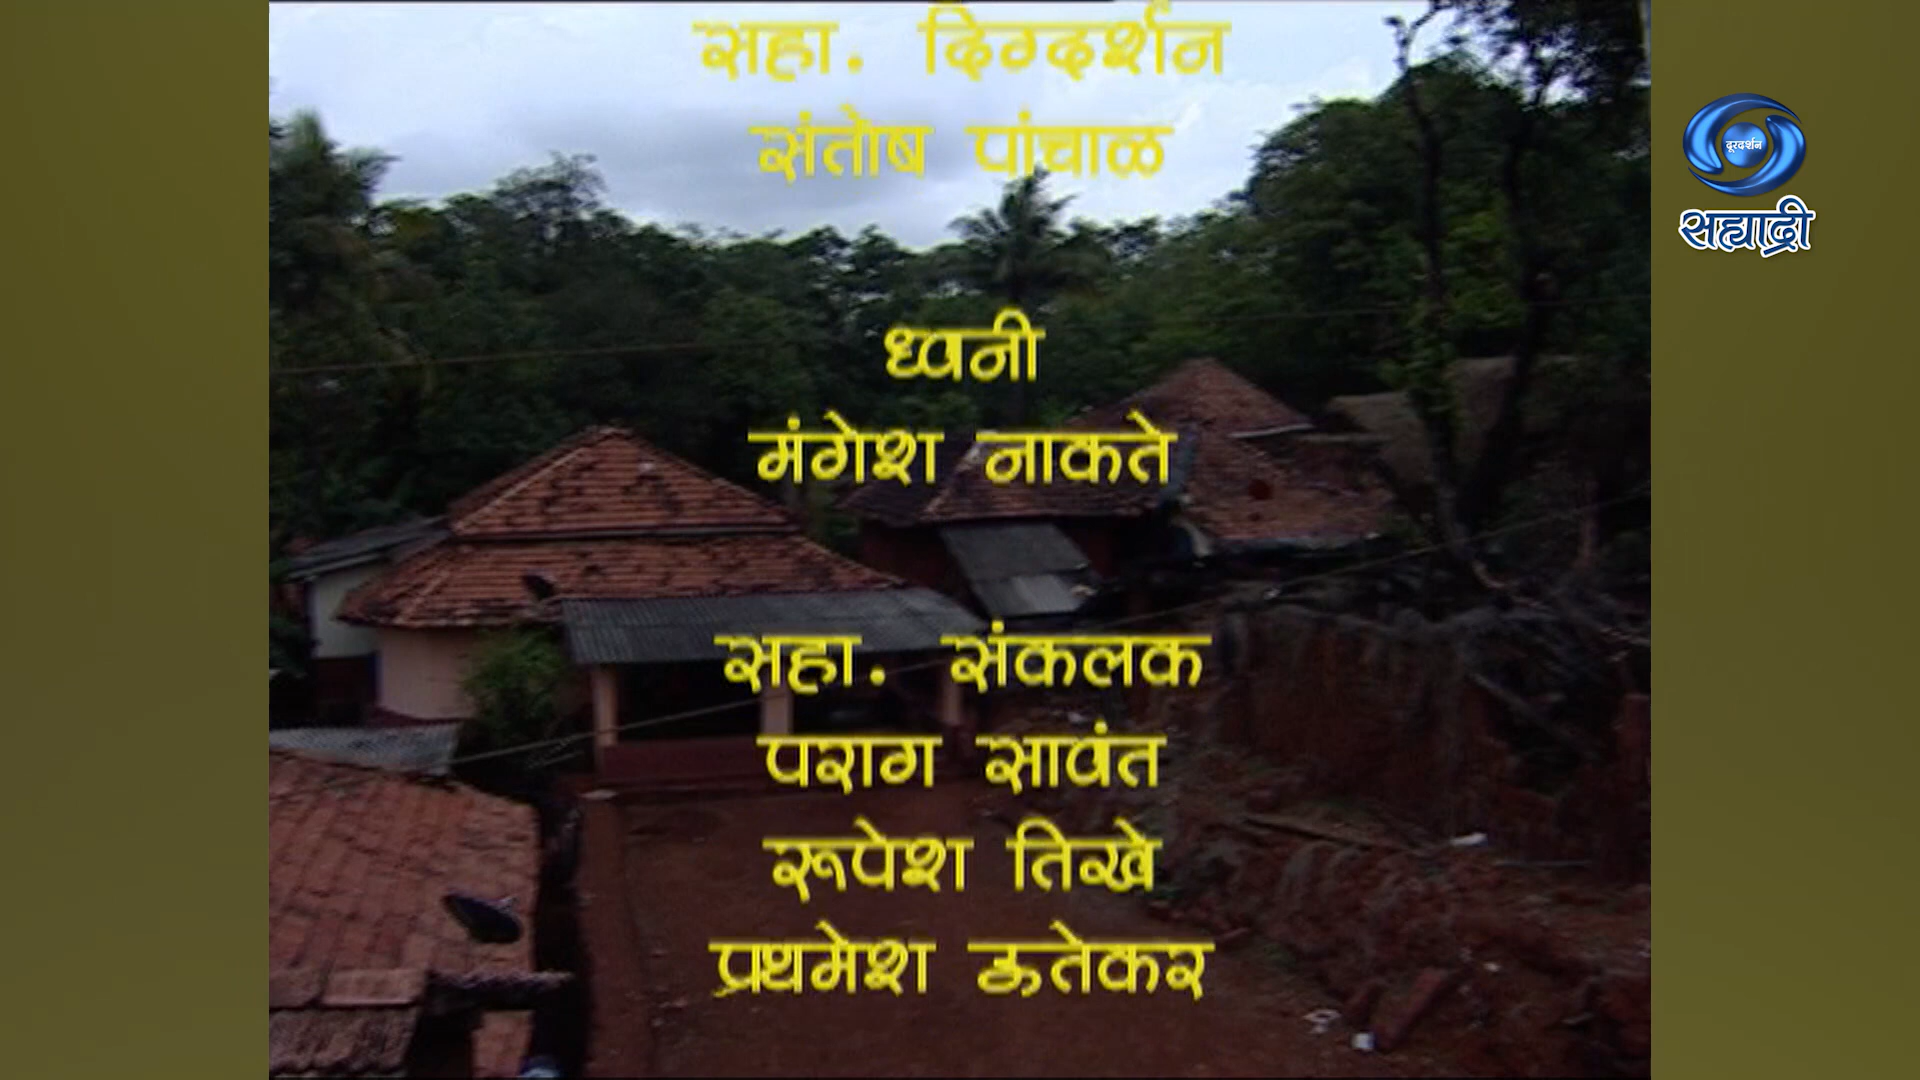 सहा. दिग्दर्शन
संतोष पांचाळ
ध्वनी
मंगेश नाकते
सहा. संकलक
पराग सावंत
रूपेश तिखे
प्रथमेश ऊतेकर
दूरदर्शन
सह्याद्री